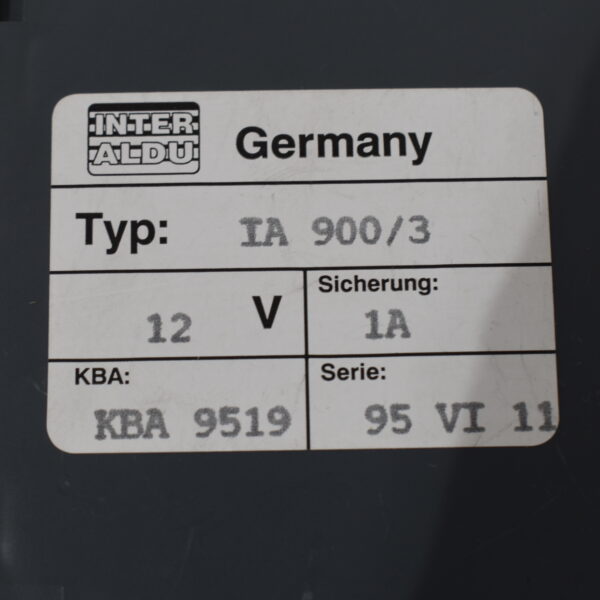 INTER
ALDU
Germany
Typ: IA 900/3
12 V
Sicherung:
1A
KBA:
KBA 9519
Serie:
95 VI 11